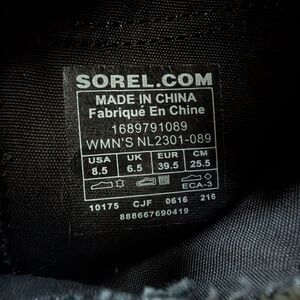 SOREL.COM
MADE IN CHINA
Fabriqué En Chine
1689791089
WMN'S NL2301-089
USA UK EUR CM
8.5 6.5 39.5 25.5
ECA-3
10175 CJF 0616 216
888667690419